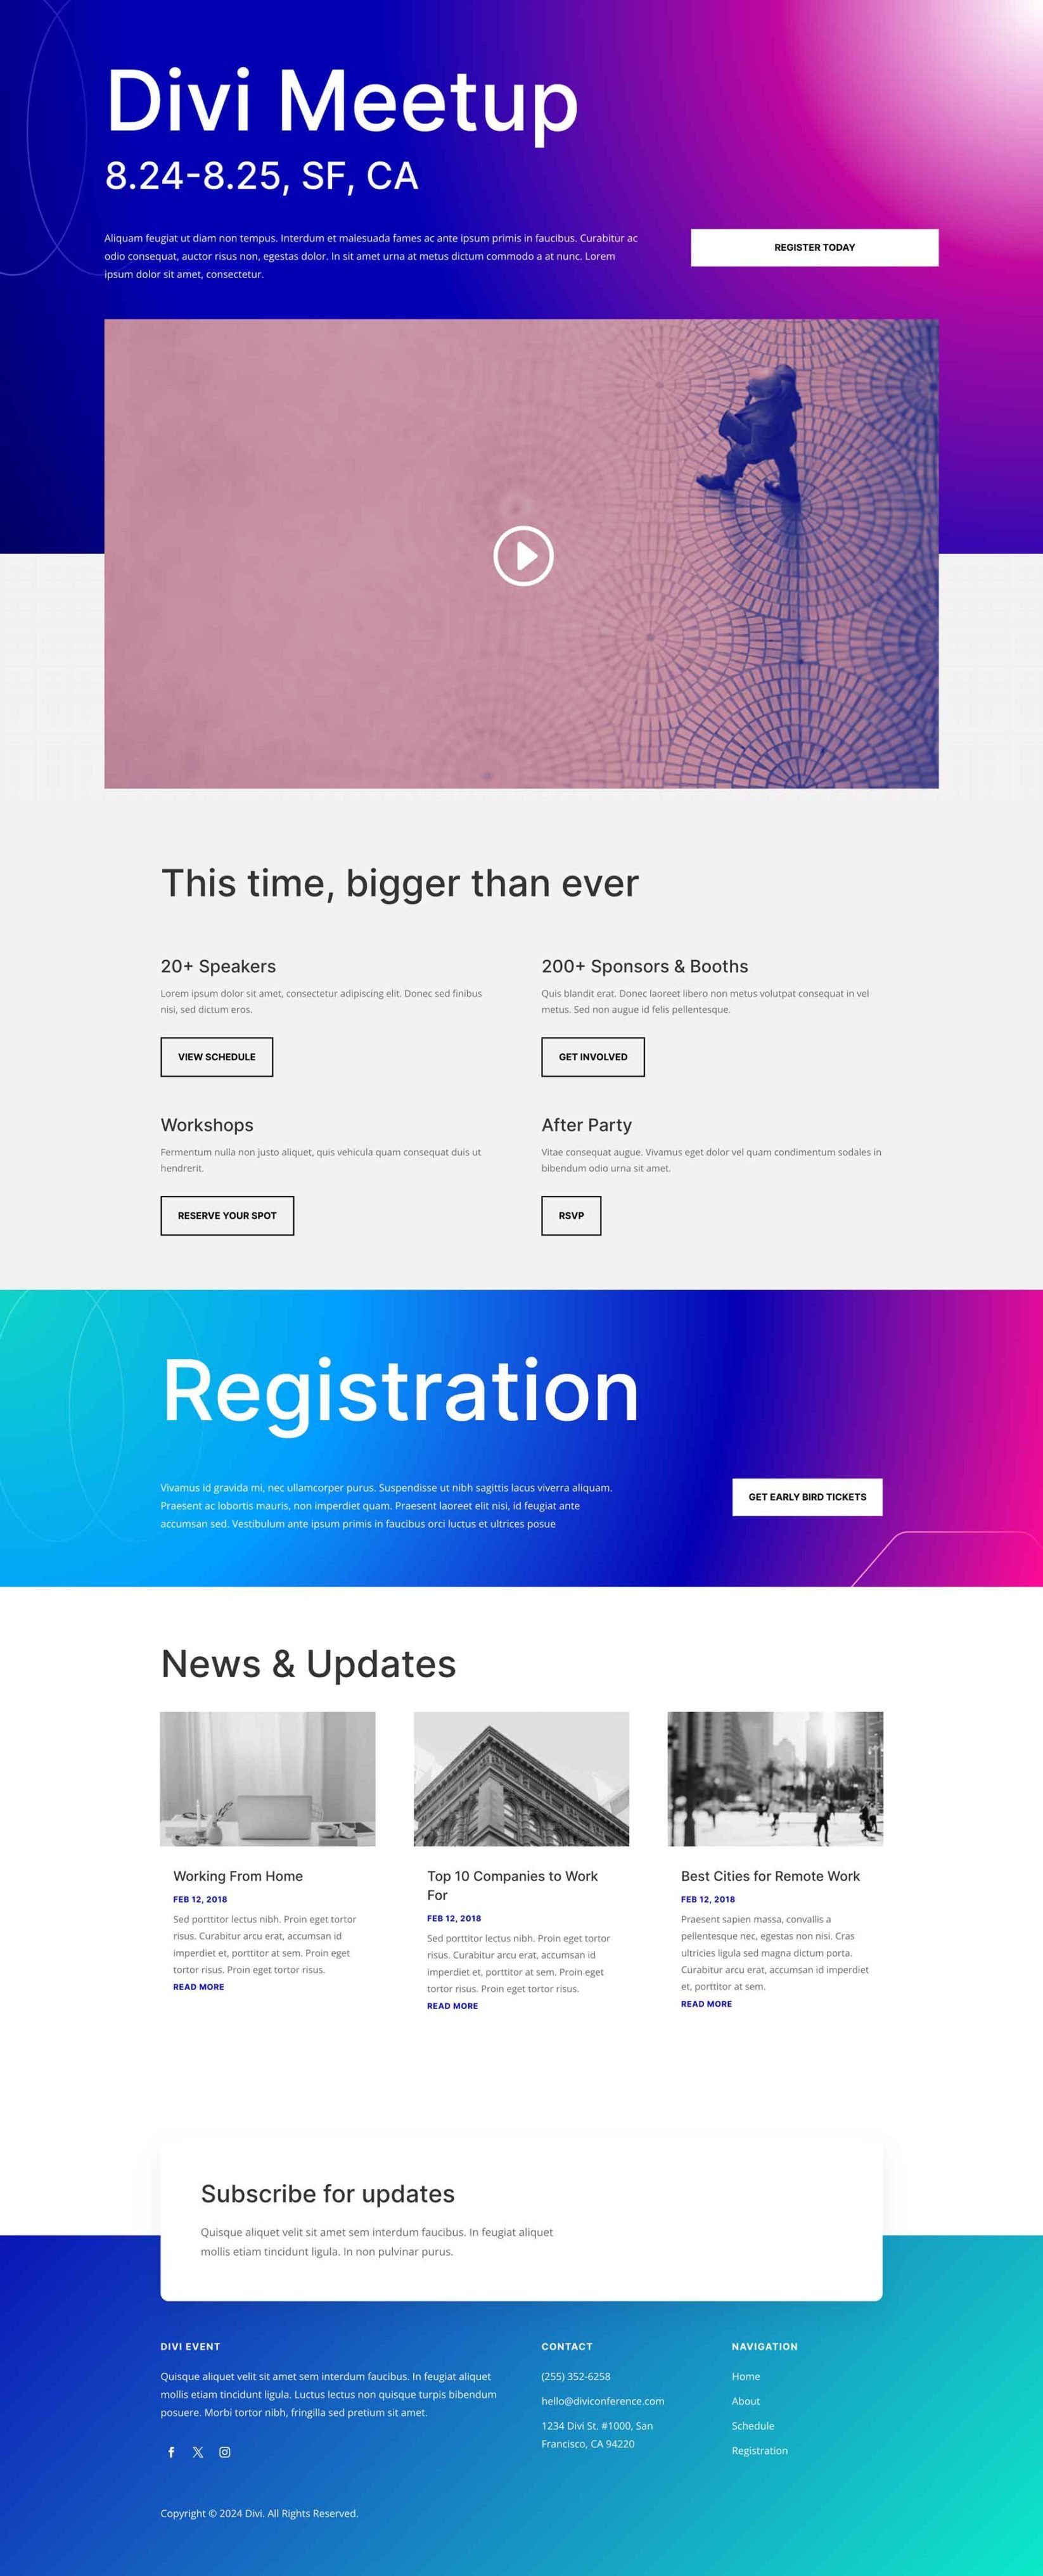 Divi Meetup
8.24-8.25, SF, CA
Aliquam feugiat ut diam non tempus. Interdum et malesuada fames ac ante ipsum primis in faucibus. Curabitur ac
odio consequat, auctor risus non, egestas dolor. In sit amet urna at metus dictum commodo a at nunc. Lorem
ipsum dolor sit amet, consectetur.
REGISTER TODAY
This time, bigger than ever
20+ Speakers
Lorem ipsum dolor sit amet, consectetur adipiscing elit. Donec sed finibus
nisi, sed dictum eros.
VIEW SCHEDULE
200+ Sponsors & Booths
Quis blandit erat. Donec laoreet libero non metus volutpat consequat in vel
metus. Sed non augue id felis pellentesque.
GET INVOLVED
Workshops
Fermentum nulla non justo aliquet, quis vehicula quam consequat duis ut
hendrerit.
RESERVE YOUR SPOT
After Party
Vitae consequat augue. Vivamus eget dolor vel quam condimentum sodales in
bibendum odio urna sit amet.
RSVP
Registration
Vivamus id gravida mi, nec ullamcorper purus. Suspendisse ut nibh sagittis lacus viverra aliquam.
Praesent ac lobortis mauris, non imperdiet quam. Praesent laoreet elit nisi, id feugiat ante
accumsan sed. Vestibulum ante ipsum primis in faucibus orci luctus et ultrices posue
GET EARLY BIRD TICKETS
News & Updates
Working From Home
FEB 12, 2018
Sed porttitor lectus nibh. Proin eget tortor
risus. Curabitur arcu erat, accumsan id
imperdiet et, porttitor at sem. Proin eget
tortor risus. Proin eget tortor risus.
READ MORE
Top 10 Companies to Work
For
FEB 12, 2018
Sed porttitor lectus nibh. Proin eget tortor
risus. Curabitur arcu erat, accumsan id
imperdiet et, porttitor at sem. Proin eget
tortor risus. Proin eget tortor risus.
READ MORE
Best Cities for Remote Work
FEB 12, 2018
Praesent sapien massa, convallis a
pellentesque nec, egestas non nisi. Cras
ultricies ligula sed magna dictum porta.
Curabitur arcu erat, accumsan id imperdiet
et, porttitor at sem.
READ MORE
Subscribe for updates
Quisque aliquet velit sit amet sem interdum faucibus. In feugiat aliquet
mollis etiam tincidunt ligula. In non pulvinar purus.
DIVI EVENT
Quisque aliquet velit sit amet sem interdum faucibus. In feugiat aliquet
mollis etiam tincidunt ligula. Luctus lectus non quisque turpis bibendum
posuere. Morbi tortor nibh, fringilla sed pretium sit amet.
CONTACT
(255) 352-6258
hello@diviconference.com
1234 Divi St. #1000, San
Francisco, CA 94220
NAVIGATION
Home
About
Schedule
Registration
Copyright © 2024 Divi. All Rights Reserved.